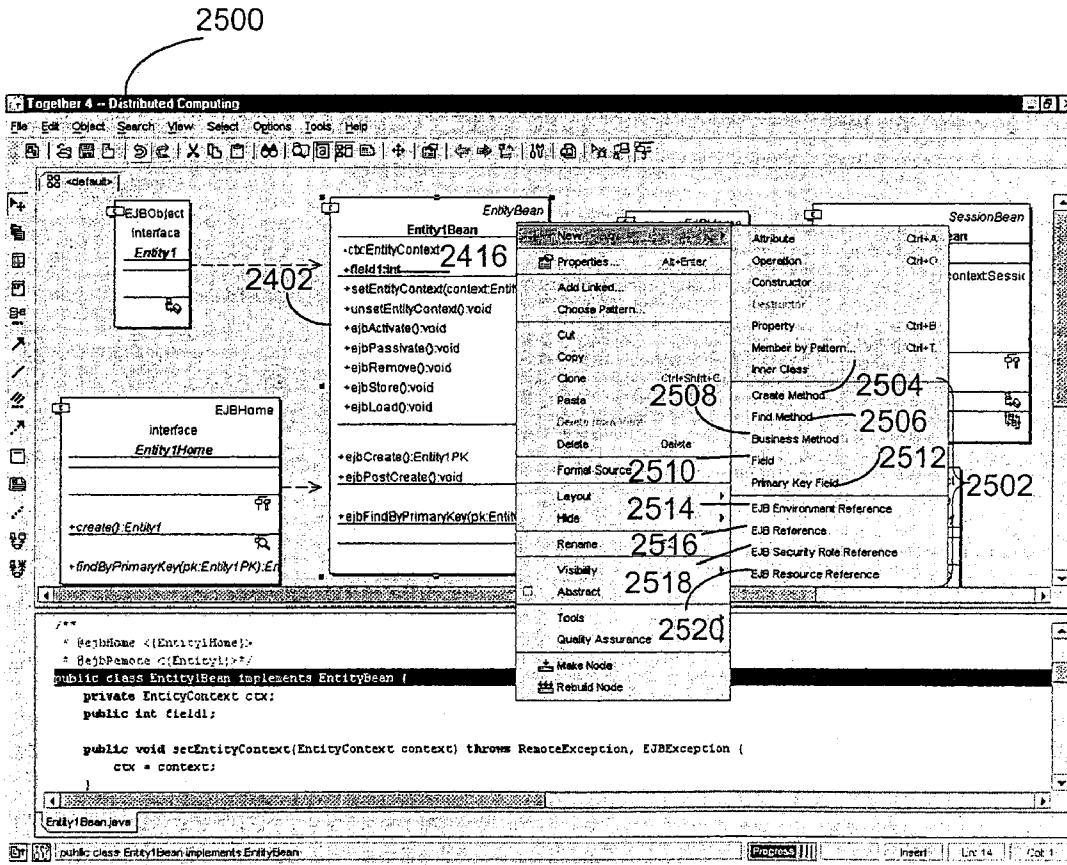 2500
Together 4 -- Distributed Computing
File Edit Object Search View Select Options Tools Help
<default>
EJBObject
interface
Entity1
EntityBean
Entity1Bean
-ctx:EntityContext
+field1:int
+setEntityContext(context:Entit
+unsetEntityContext():void
+ejbActivate():void
+ejbPassivate():void
+ejbRemove():void
+ejbStore():void
+ejbLoad():void
+ejbCreate():Entity1PK
+ejbPostCreate():void
+ejbFindByPrimaryKey(pk:Entit
2402
2416
EJBHome
interface
Entity1Home
+create():Entity1
+findByPrimaryKey(pk:Entity1PK):En
SessionBean
ean
contextSessic
New
Properties... Alt+Enter
Add Linked...
Choose Pattern...
Cut
Copy
Clone Ctrl+Shift+C
Paste
Delete
Delete
Format Source
Layout
Hide
Rename
Visibility
Abstract
Tools
Quality Assurance
Make Node
Rebuild Node
Attribute Ctrl+A
Operation Ctrl+O
Constructor
Destructor
Property Ctrl+B
Member by Pattern... Ctrl+T
Inner Class
Create Method
Find Method
Business Method
Field
Primary Key Field
EJB Environment Reference
EJB Reference
EJB Security Role Reference
EJB Resource Reference
2504
2508
2506
2510
2512
2502
2514
2516
2518
2520
/**
* @ejbHome <{Entity1Home}>
* @ejbRemote <{Entity1}>*/
public class Entity1Bean implements EntityBean {
private EntityContext ctx;
public int field1;
public void setEntityContext(EntityContext context) throws RemoteException, EJBException {
ctx = context;
}
Entity1Bean.java
public class Entity1Bean implements EntityBean
Progress
Insert
Ln: 14
Col: 1